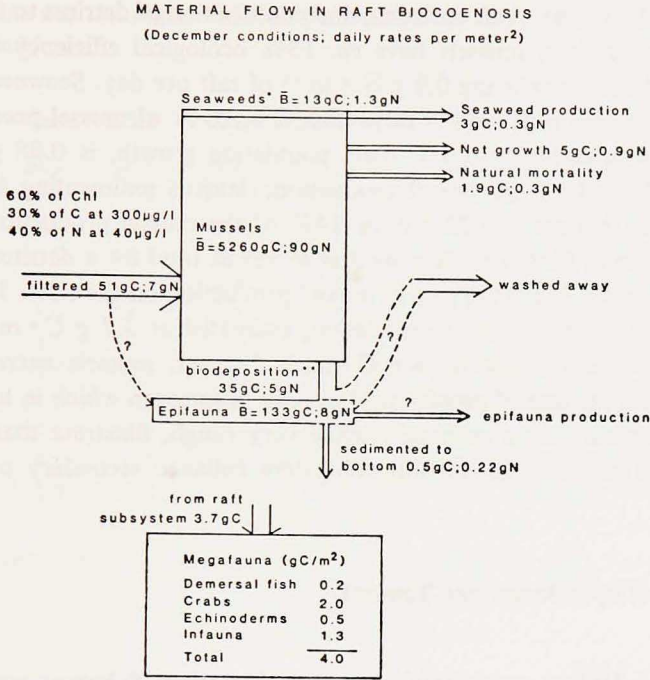 MATERIAL FLOW IN RAFT BIOCOENOSIS
(December conditions; daily rates per meter²)
Seaweeds* B̄=13gC;1.3gN
Seaweed production
3gC;0.3gN
Net growth 5gC;0.9gN
Natural mortality
1.9gC;0.3gN
60% of Chl
30% of C at 300µg/l
40% of N at 40µg/l
Mussels
B̄=5260gC;90gN
filtered 51gC;7gN
washed away
?
?
biodeposition**
35gC;5gN
Epifauna B̄=133gC;8gN
?
epifauna production
sedimented to
bottom 0.5gC;0.22gN
from raft
subsystem 3.7gC
Megafauna (gC/m²)
Demersal fish 0.2
Crabs 2.0
Echinoderms 0.5
Infauna 1.3
Total 4.0